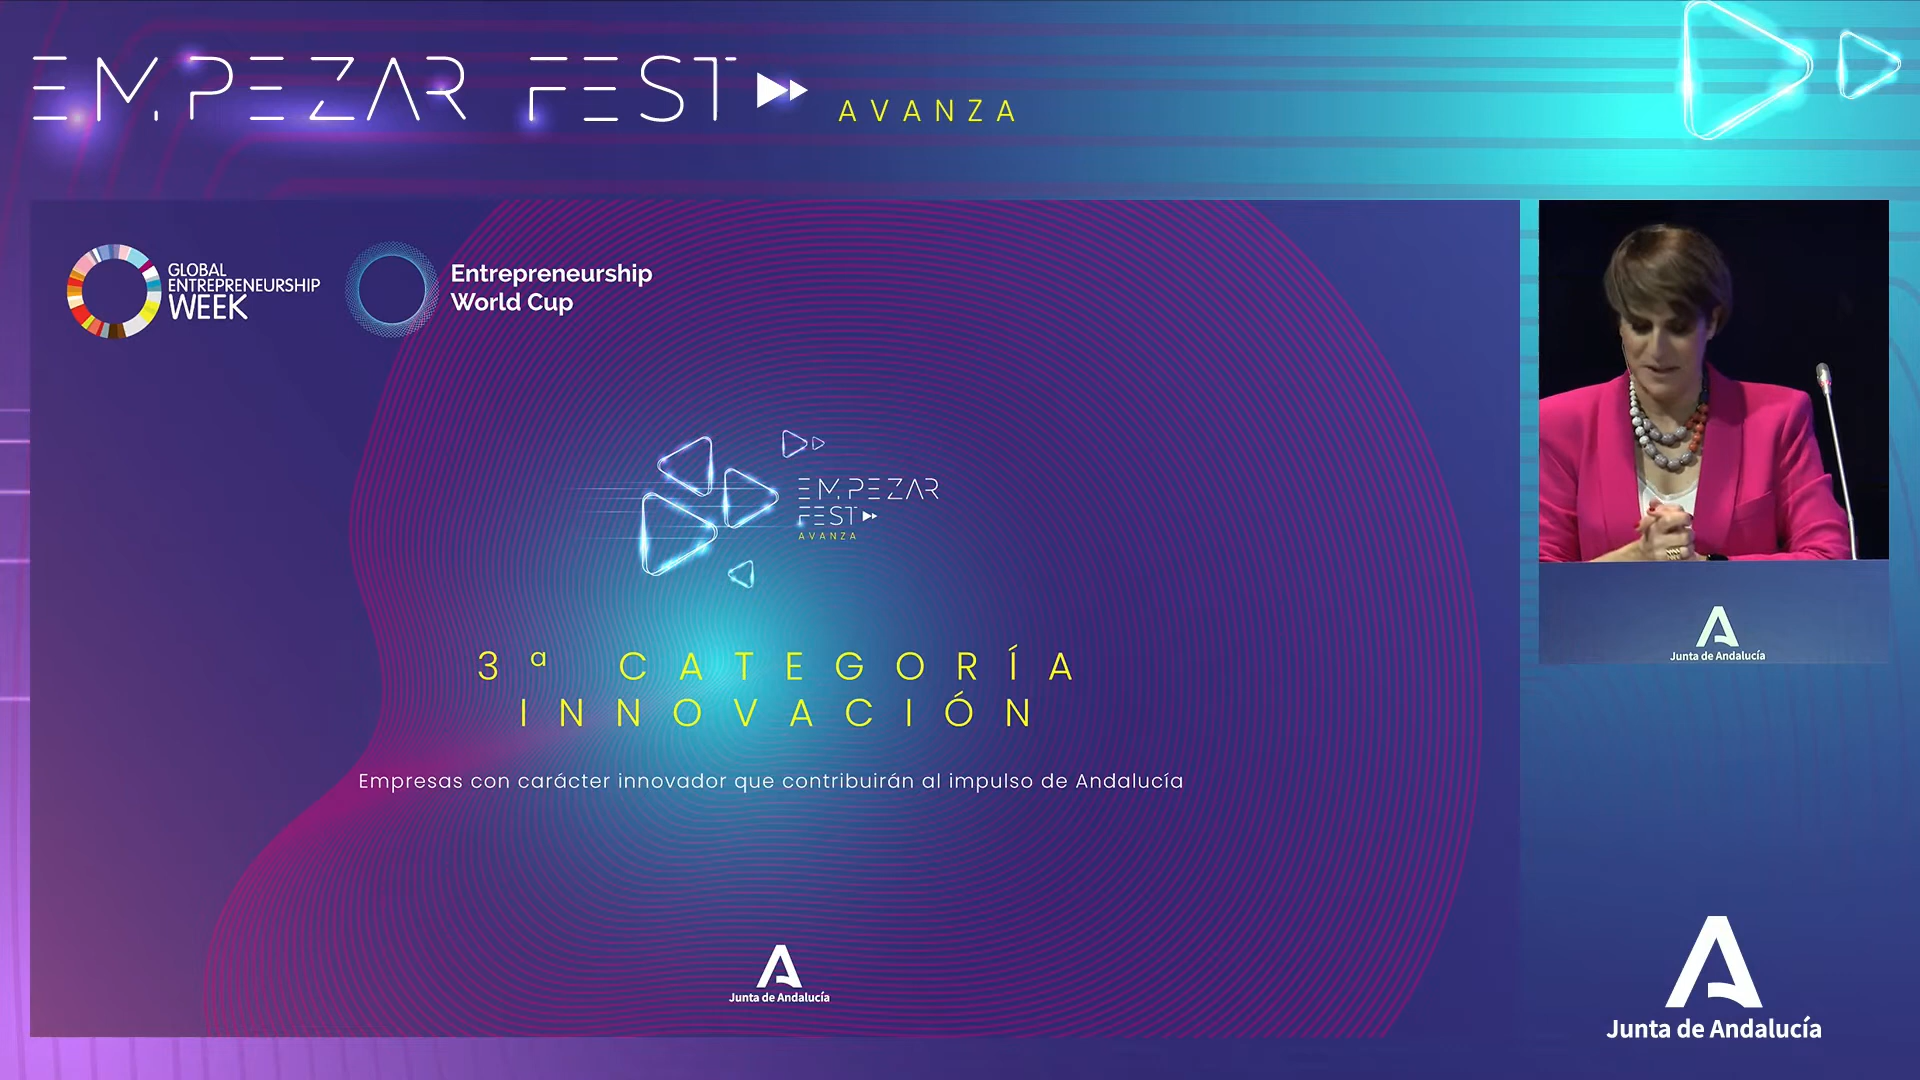 EMPEZAR FEST
AVANZA
GLOBAL
ENTREPRENEURSHIP
WEEK
Entrepreneurship
World Cup
EMPEZAR
FEST
AVANZA
3ª CATEGORÍA
INNOVACIÓN
Empresas con carácter innovador que contribuirán al impulso de Andalucía
Junta de Andalucía
Junta de Andalucía
Junta de Andalucía